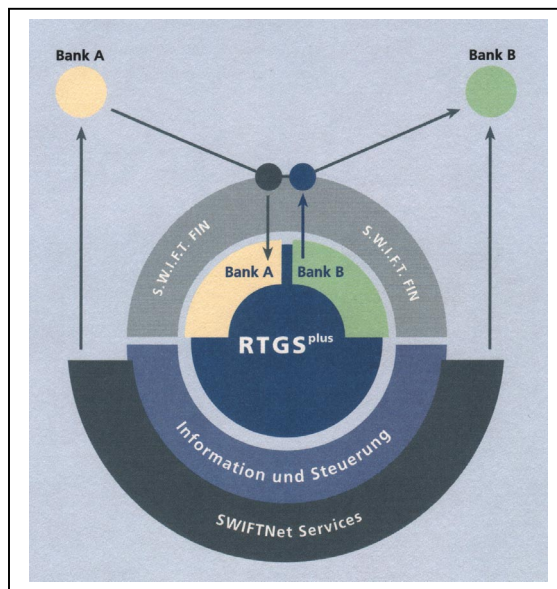 Bank A
Bank B
S.W.I.F.T. FIN
S.W.I.F.T. FIN
Bank A
Bank B
RTGSplus
Information und Steuerung
SWIFTNet Services